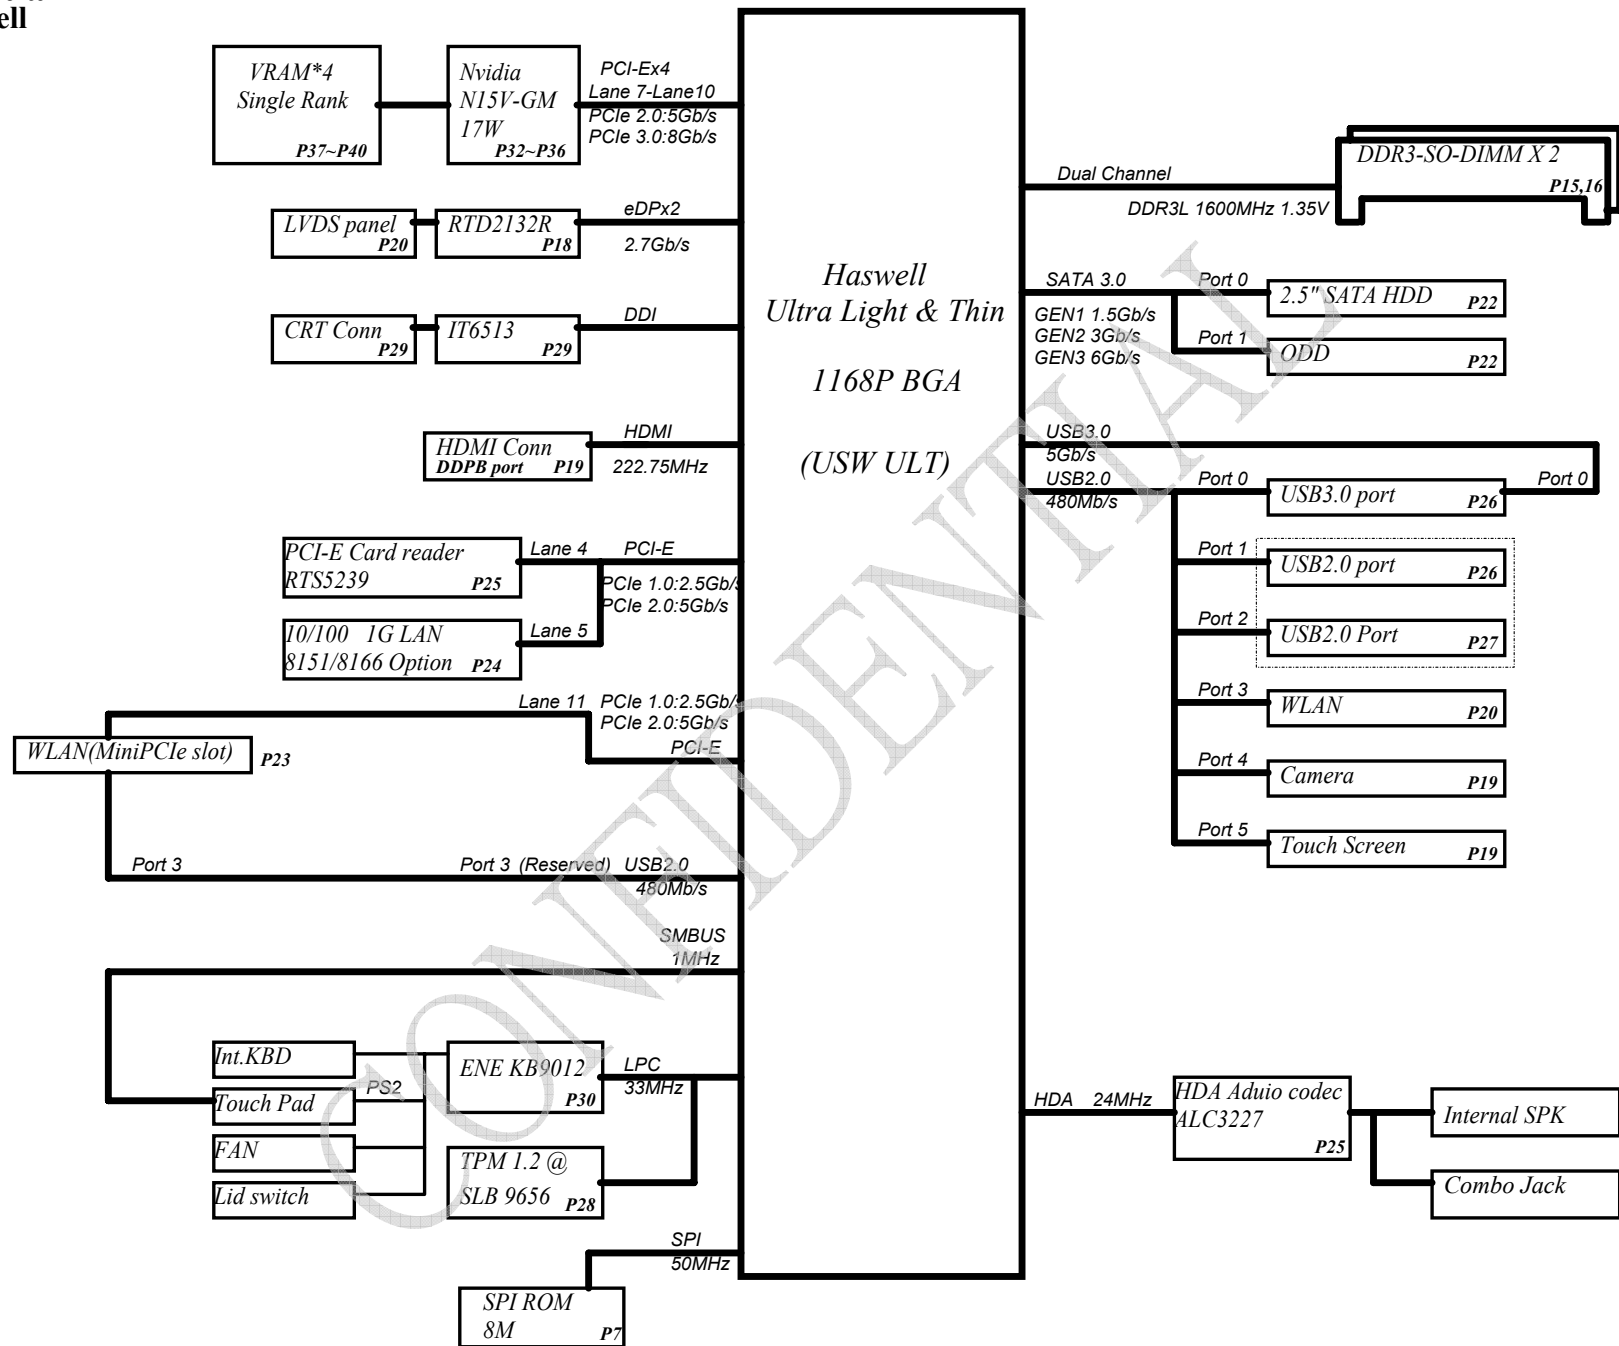 ell
VRAM*4
Single Rank
P37~P40
Nvidia
N15V-GM
17W
P32~P36
PCI-Ex4
Lane 7-Lane10
PCIe 2.0:5Gb/s
PCIe 3.0:8Gb/s
LVDS panel
P20
RTD2132R
P18
eDPx2
2.7Gb/s
CRT Conn
P29
IT6513
P29
DDI
HDMI Conn
DDPB port P19
HDMI
222.75MHz
PCI-E Card reader
RTS5239 P25
Lane 4
PCI-E
PCIe 1.0:2.5Gb/s
PCIe 2.0:5Gb/s
10/100 1G LAN
8151/8166 Option P24
Lane 5
Lane 11
PCIe 1.0:2.5Gb/s
PCIe 2.0:5Gb/s
PCI-E
WLAN(MiniPCIe slot) P23
Port 3
Port 3 (Reserved)
USB2.0
480Mb/s
SMBUS
1MHz
Int.KBD
Touch Pad
FAN
Lid switch
PS2
ENE KB9012
P30
LPC
33MHz
TPM 1.2 @
SLB 9656 P28
SPI
50MHz
SPI ROM
8M P7
Haswell
Ultra Light & Thin
1168P BGA
(USW ULT)
Dual Channel
DDR3L 1600MHz 1.35V
DDR3-SO-DIMM X 2
P15,16
SATA 3.0
GEN1 1.5Gb/s
GEN2 3Gb/s
GEN3 6Gb/s
Port 0
2.5" SATA HDD P22
Port 1
ODD P22
USB3.0
5Gb/s
USB2.0
480Mb/s
Port 0
USB3.0 port P26
Port 0
Port 1
USB2.0 port P26
Port 2
USB2.0 Port P27
Port 3
WLAN P20
Port 4
Camera P19
Port 5
Touch Screen P19
HDA 24MHz
HDA Aduio codec
ALC3227
P25
Internal SPK
Combo Jack
CONFIDENTIAL